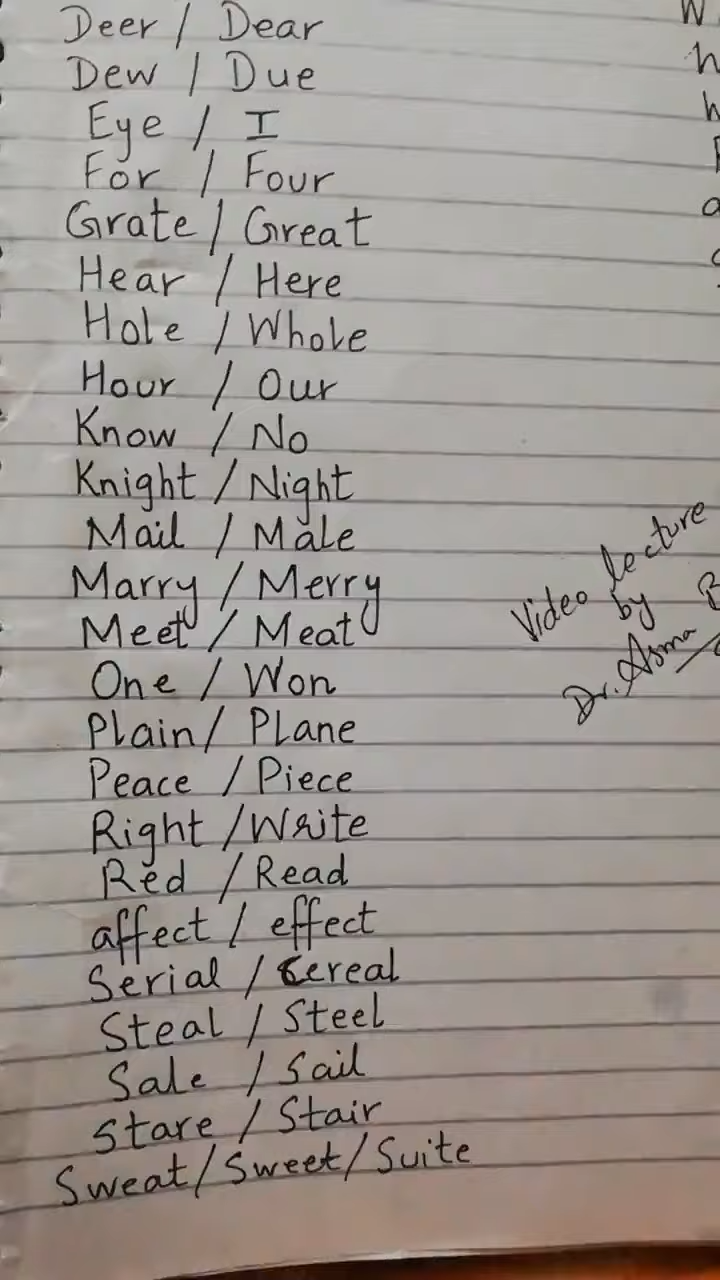 Deer / Dear
Dew / Due
Eye / I
For / Four
Grate / Great
Hear / Here
Hole / Whole
Hour / Our
Know / No
Knight / Night
Mail / Male
Marry / Merry
Meet / Meat
One / Won
Plain / Plane
Peace / Piece
Right / Write
Red / Read
affect / effect
Serial / Cereal
Steal / Steel
Sale / Sail
Stare / Stair
Sweat / Sweet / Suite
Video lecture
by
Dr. Asma